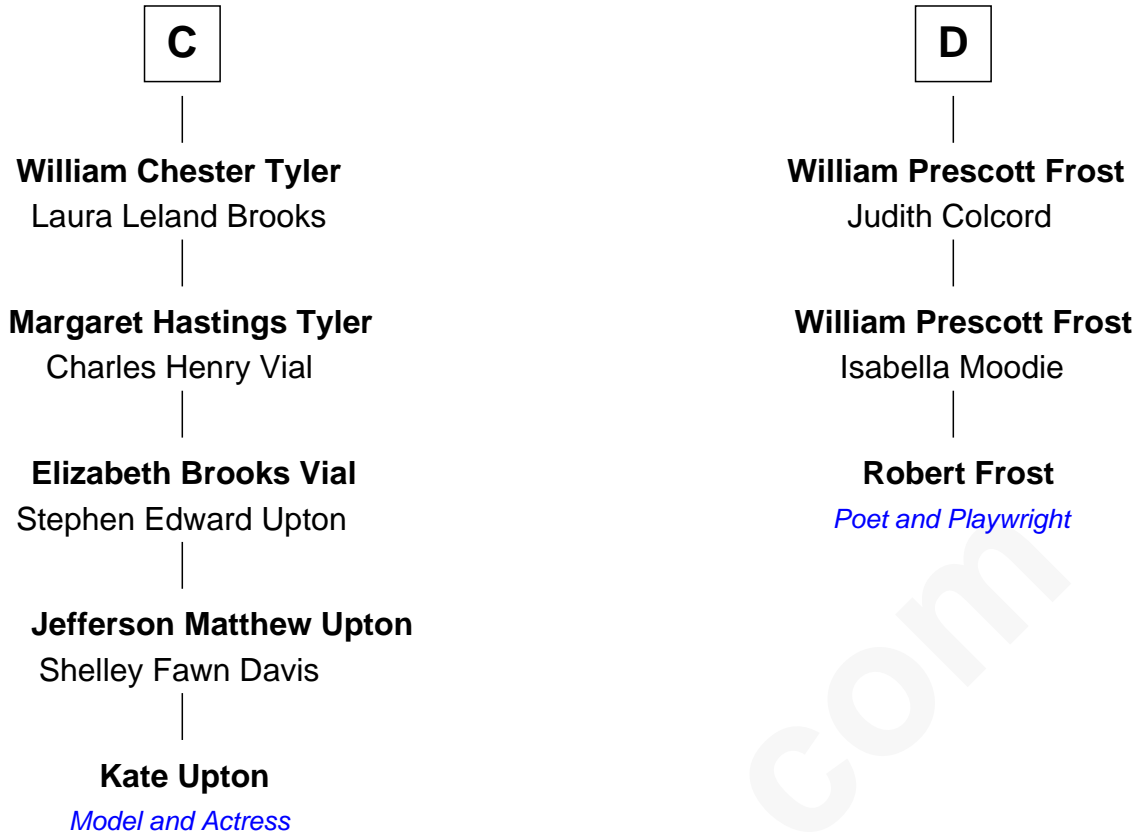 C
William Chester Tyler
Laura Leland Brooks
Margaret Hastings Tyler
Charles Henry Vial
Elizabeth Brooks Vial
Stephen Edward Upton
Jefferson Matthew Upton
Shelley Fawn Davis
Kate Upton
Model and Actress
D
William Prescott Frost
Judith Colcord
William Prescott Frost
Isabella Moodie
Robert Frost
Poet and Playwright
com